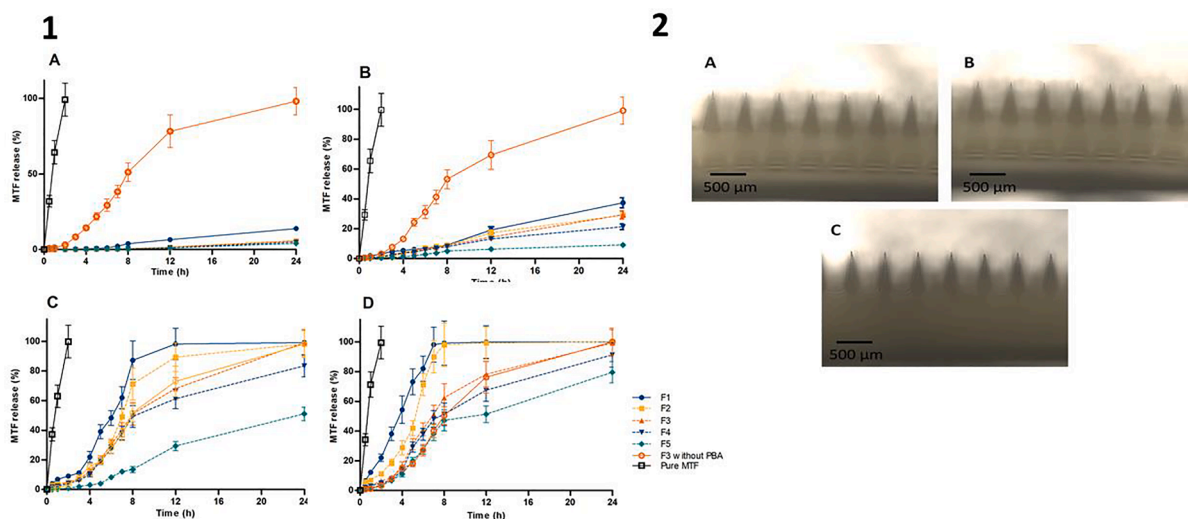 1
A
MTF release (%)
100
50
0
0 4 8 12 16 20 24
Time (h)
B
MTF release (%)
100
80
60
40
20
0
0 4 8 12 16 20 24
Time (h)
C
MTF release (%)
100
80
60
40
20
0
0 4 8 12 16 20 24
Time (h)
D
MTF release (%)
100
80
60
40
20
0
0 4 8 12 16 20 24
Time (h)
F1
F2
F3
F4
F5
F3 without PBA
Pure MTF
2
A
500 µm
B
500 µm
C
500 µm